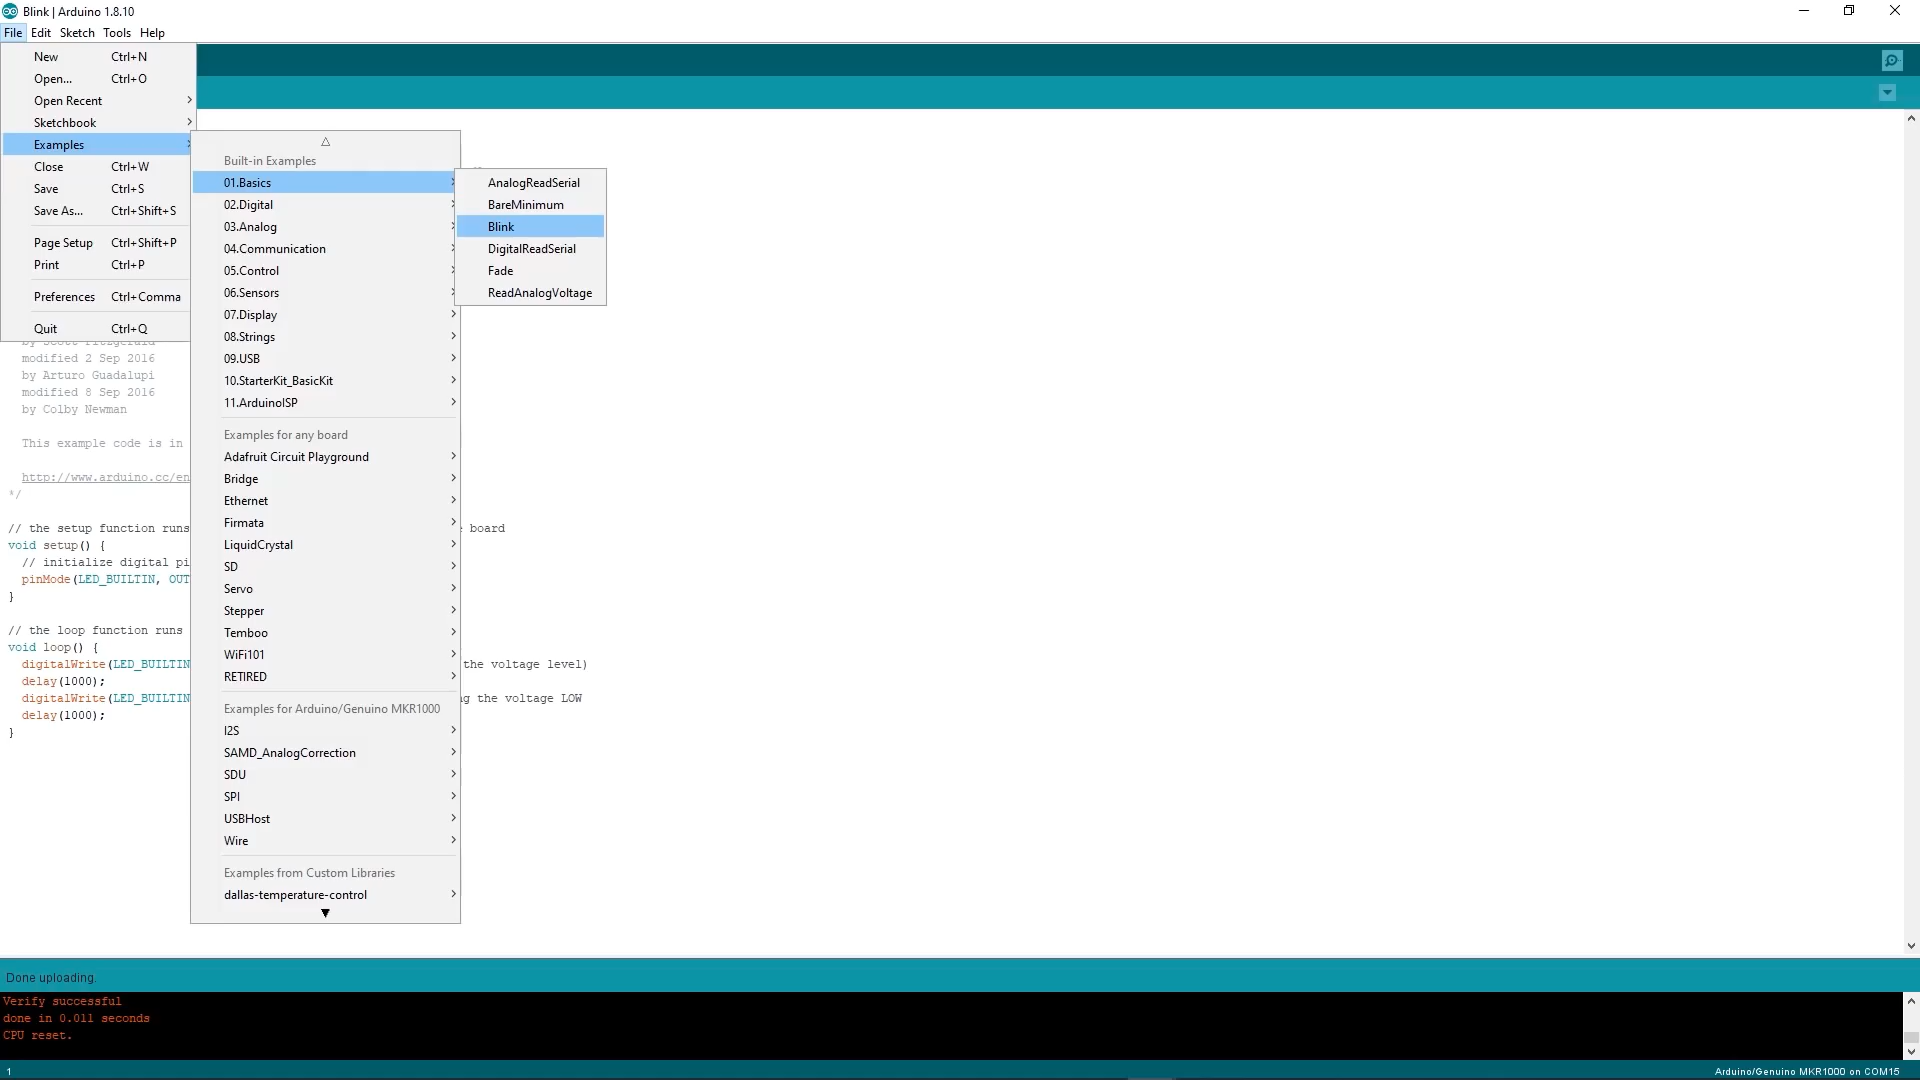 Blink | Arduino 1.8.10
File Edit Sketch Tools Help
New Ctrl+N
Open... Ctrl+O
Open Recent
Sketchbook
Examples
Close Ctrl+W
Save Ctrl+S
Save As... Ctrl+Shift+S
Page Setup Ctrl+Shift+P
Print Ctrl+P
Preferences Ctrl+Comma
Quit Ctrl+Q
Built-in Examples
01.Basics
02.Digital
03.Analog
04.Communication
05.Control
06.Sensors
07.Display
08.Strings
09.USB
10.StarterKit_BasicKit
11.ArduinoISP
Examples for any board
Adafruit Circuit Playground
Bridge
Ethernet
Firmata
LiquidCrystal
SD
Servo
Stepper
Temboo
WiFi101
RETIRED
Examples for Arduino/Genuino MKR1000
I2S
SAMD_AnalogCorrection
SDU
SPI
USBHost
Wire
Examples from Custom Libraries
dallas-temperature-control
AnalogReadSerial
BareMinimum
Blink
DigitalReadSerial
Fade
ReadAnalogVoltage
by Scott Fitzgerald
modified 2 Sep 2016
by Arturo Guadalupi
modified 8 Sep 2016
by Colby Newman
This example code is in
http://www.arduino.cc/en
*/
// the setup function runs board
void setup() {
// initialize digital pi
pinMode(LED_BUILTIN, OUT
}
// the loop function runs
void loop() {
digitalWrite(LED_BUILTIN the voltage level)
delay(1000);
digitalWrite(LED_BUILTIN g the voltage LOW
delay(1000);
}
Done uploading.
Verify successful
done in 0.011 seconds
CPU reset.
1 Arduino/Genuino MKR1000 on COM15